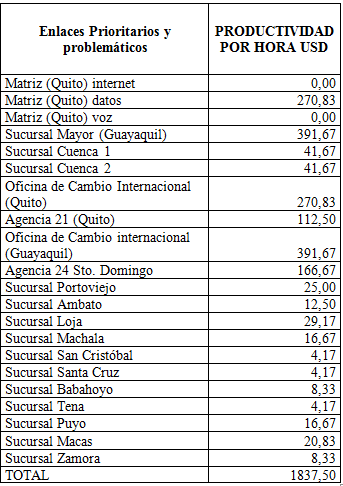 Enlaces Prioritarios y
problemáticos
PRODUCTIVIDAD
POR HORA USD
Matriz (Quito) internet 0,00
Matriz (Quito) datos 270,83
Matriz (Quito) voz 0,00
Sucursal Mayor (Guayaquil) 391,67
Sucursal Cuenca 1 41,67
Sucursal Cuenca 2 41,67
Oficina de Cambio Internacional
(Quito) 270,83
Agencia 21 (Quito) 112,50
Oficina de Cambio internacional
(Guayaquil) 391,67
Agencia 24 Sto. Domingo 166,67
Sucursal Portoviejo 25,00
Sucursal Ambato 12,50
Sucursal Loja 29,17
Sucursal Machala 16,67
Sucursal San Cristóbal 4,17
Sucursal Santa Cruz 4,17
Sucursal Babahoyo 8,33
Sucursal Tena 4,17
Sucursal Puyo 16,67
Sucursal Macas 20,83
Sucursal Zamora 8,33
TOTAL 1837,50